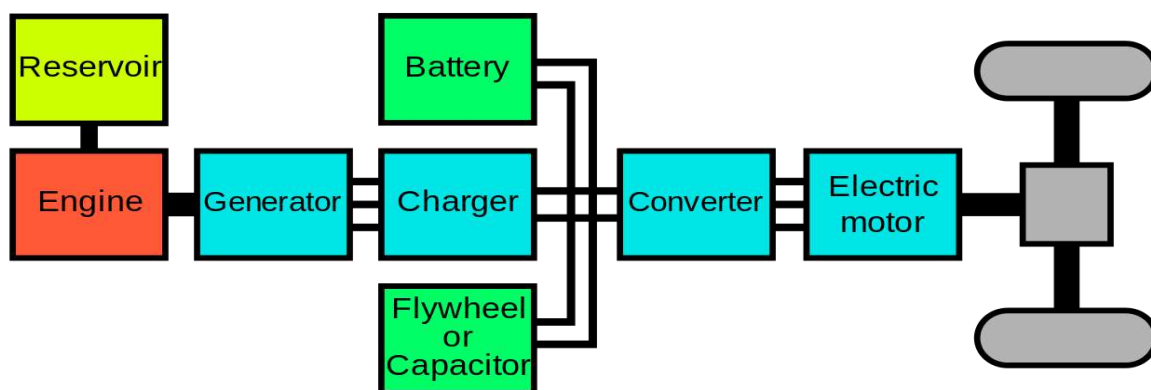 Reservoir
Battery
Engine
Generator
Charger
Converter
Electric
motor
Flywheel
or
Capacitor